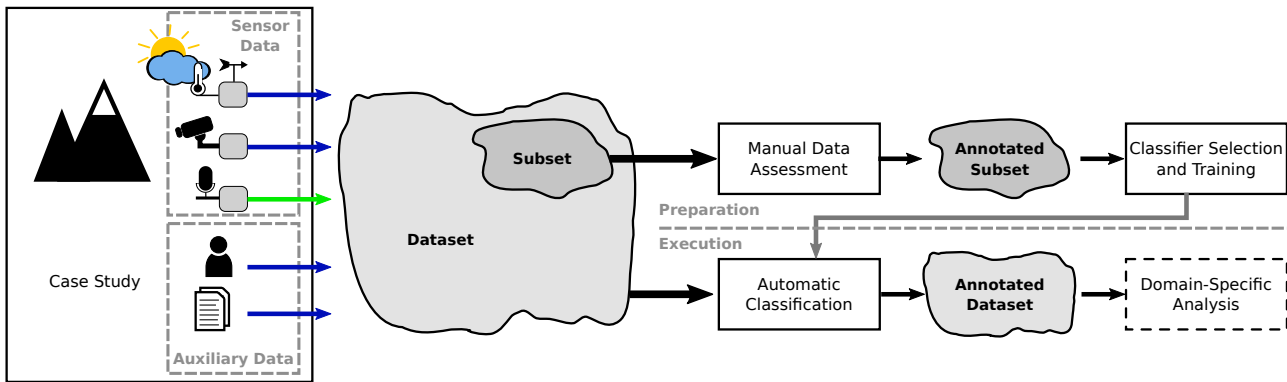 Sensor
Data
Case Study
Auxiliary Data
Subset
Dataset
Manual Data
Assessment
Annotated
Subset
Classifier Selection
and Training
Preparation
Execution
Automatic
Classification
Annotated
Dataset
Domain-Specific
Analysis